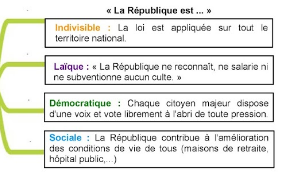 « La République est ... »
Indivisible : La loi est appliquée sur tout le
territoire national.
Laïque : « La République ne reconnaît, ne salarie ni
ne subventionne aucun culte. »
Démocratique : Chaque citoyen majeur dispose
d'une voix et vote librement à l'abri de toute pression.
Sociale : La République contribue à l'amélioration
des conditions de vie de tous (maisons de retraite,
hôpital public,...)